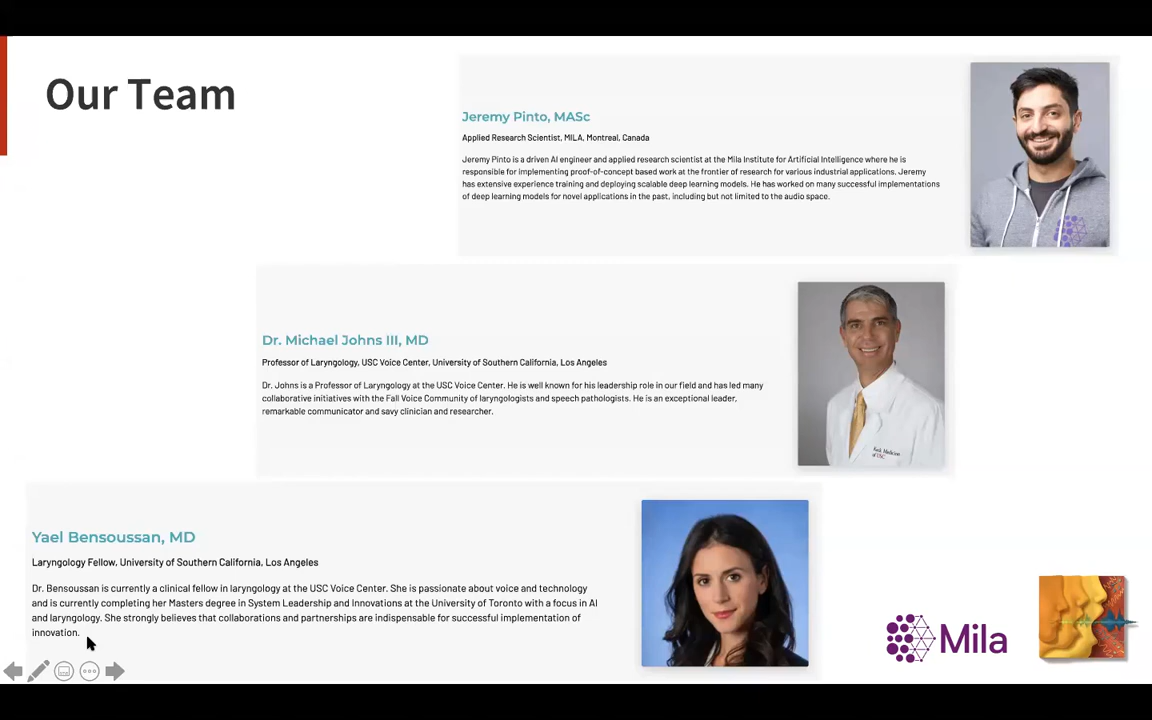 Our Team
Jeremy Pinto, MASc
Applied Research Scientist, MILA, Montreal, Canada
Jeremy Pinto is a driven AI engineer and applied research scientist at the Mila Institute for Artificial Intelligence where he is
responsible for implementing proof-of-concept based work at the frontier of research for various industrial applications. Jeremy
has extensive experience training and deploying scalable deep learning models. He has worked on many successful implementations
of deep learning models for novel applications in the past, including but not limited to the audio space.
Dr. Michael Johns III, MD
Professor of Laryngology, USC Voice Center, University of Southern California, Los Angeles
Dr. Johns is a Professor of Laryngology at the USC Voice Center. He is well known for his leadership role in our field and has led many
collaborative initiatives with the Fall Voice Community of laryngologists and speech pathologists. He is an exceptional leader,
remarkable communicator and savy clinician and researcher.
Keck Medicine
of USC
Yael Bensoussan, MD
Laryngology Fellow, University of Southern California, Los Angeles
Dr. Bensoussan is currently a clinical fellow in laryngology at the USC Voice Center. She is passionate about voice and technology
and is currently completing her Masters degree in System Leadership and Innovations at the University of Toronto with a focus in AI
and laryngology. She strongly believes that collaborations and partnerships are indispensable for successful implementation of
innovation.
Mila